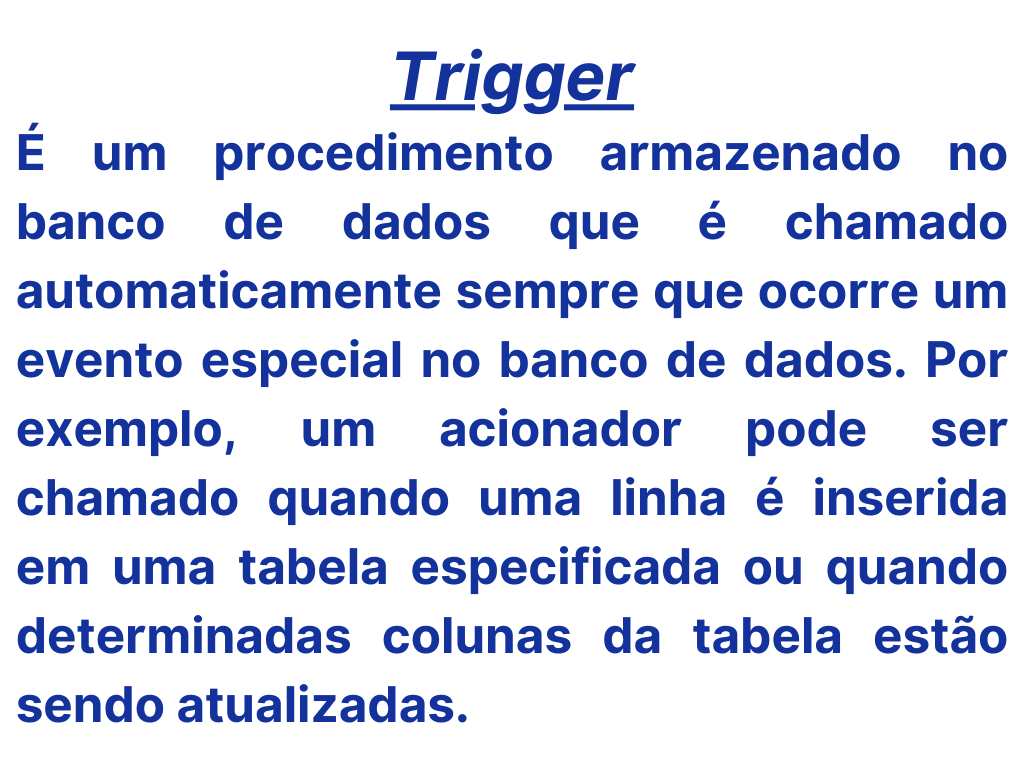 Trigger
É um procedimento armazenado no
banco de dados que é chamado
automaticamente sempre que ocorre um
evento especial no banco de dados. Por
exemplo, um acionador pode ser
chamado quando uma linha é inserida
em uma tabela especificada ou quando
determinadas colunas da tabela estão
sendo atualizadas.